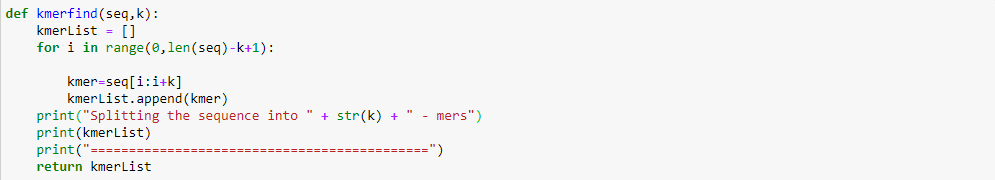 def kmerfind(seq,k):
    kmerList = []
    for i in range(0,len(seq)-k+1):
        kmer=seq[i:i+k]
        kmerList.append(kmer)
    print("Splitting the sequence into " + str(k) + " - mers")
    print(kmerList)
    print("============================================")
    return kmerList